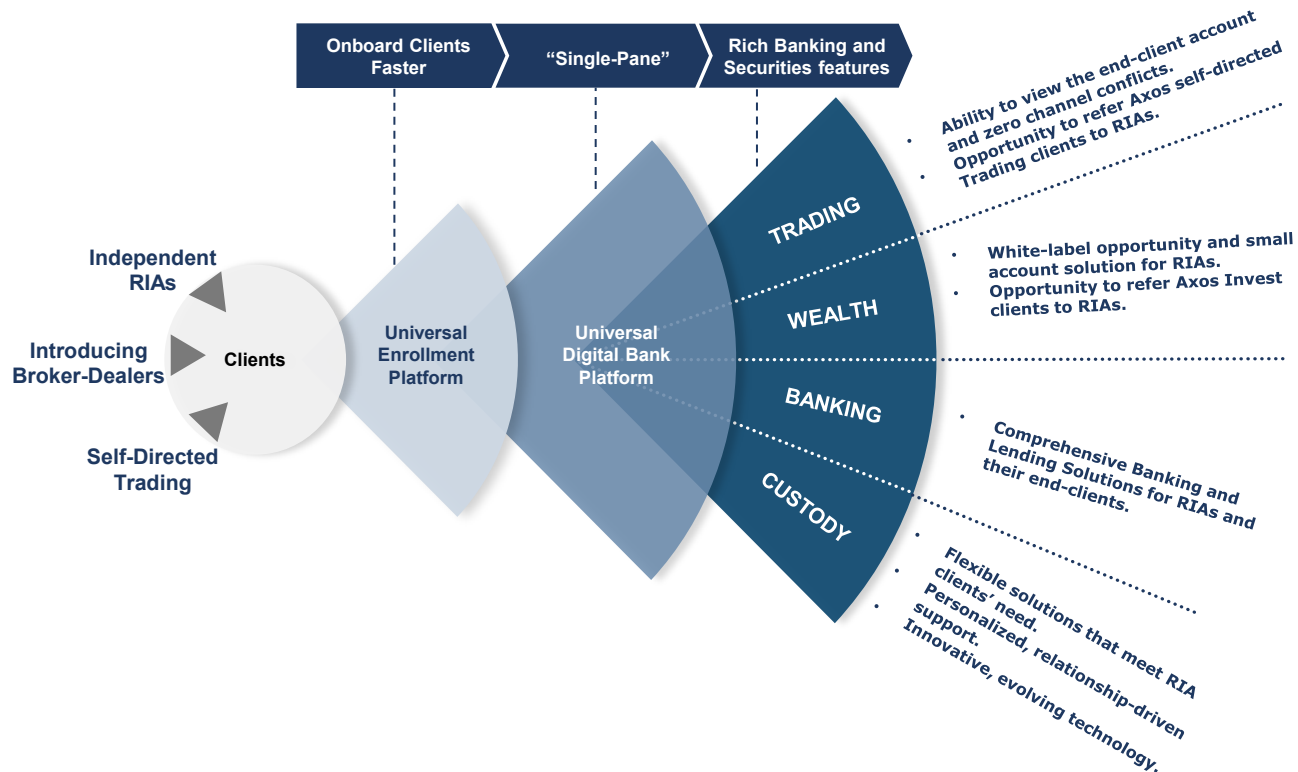 Onboard Clients
Faster
“Single-Pane”
Rich Banking and
Securities features
Independent
RIAs
Introducing
Broker-Dealers
Self-Directed
Trading
Clients
Universal
Enrollment
Platform
Universal
Digital Bank
Platform
TRADING
WEALTH
BANKING
CUSTODY
• Ability to view the end-client account
and zero channel conflicts.
• Opportunity to refer Axos self-directed
Trading clients to RIAs.
• White-label opportunity and small
account solution for RIAs.
• Opportunity to refer Axos Invest
clients to RIAs.
• Comprehensive Banking and
Lending Solutions for RIAs and
their end-clients.
• Flexible solutions that meet RIA
clients’ need.
• Personalized, relationship-driven
support.
• Innovative, evolving technology.